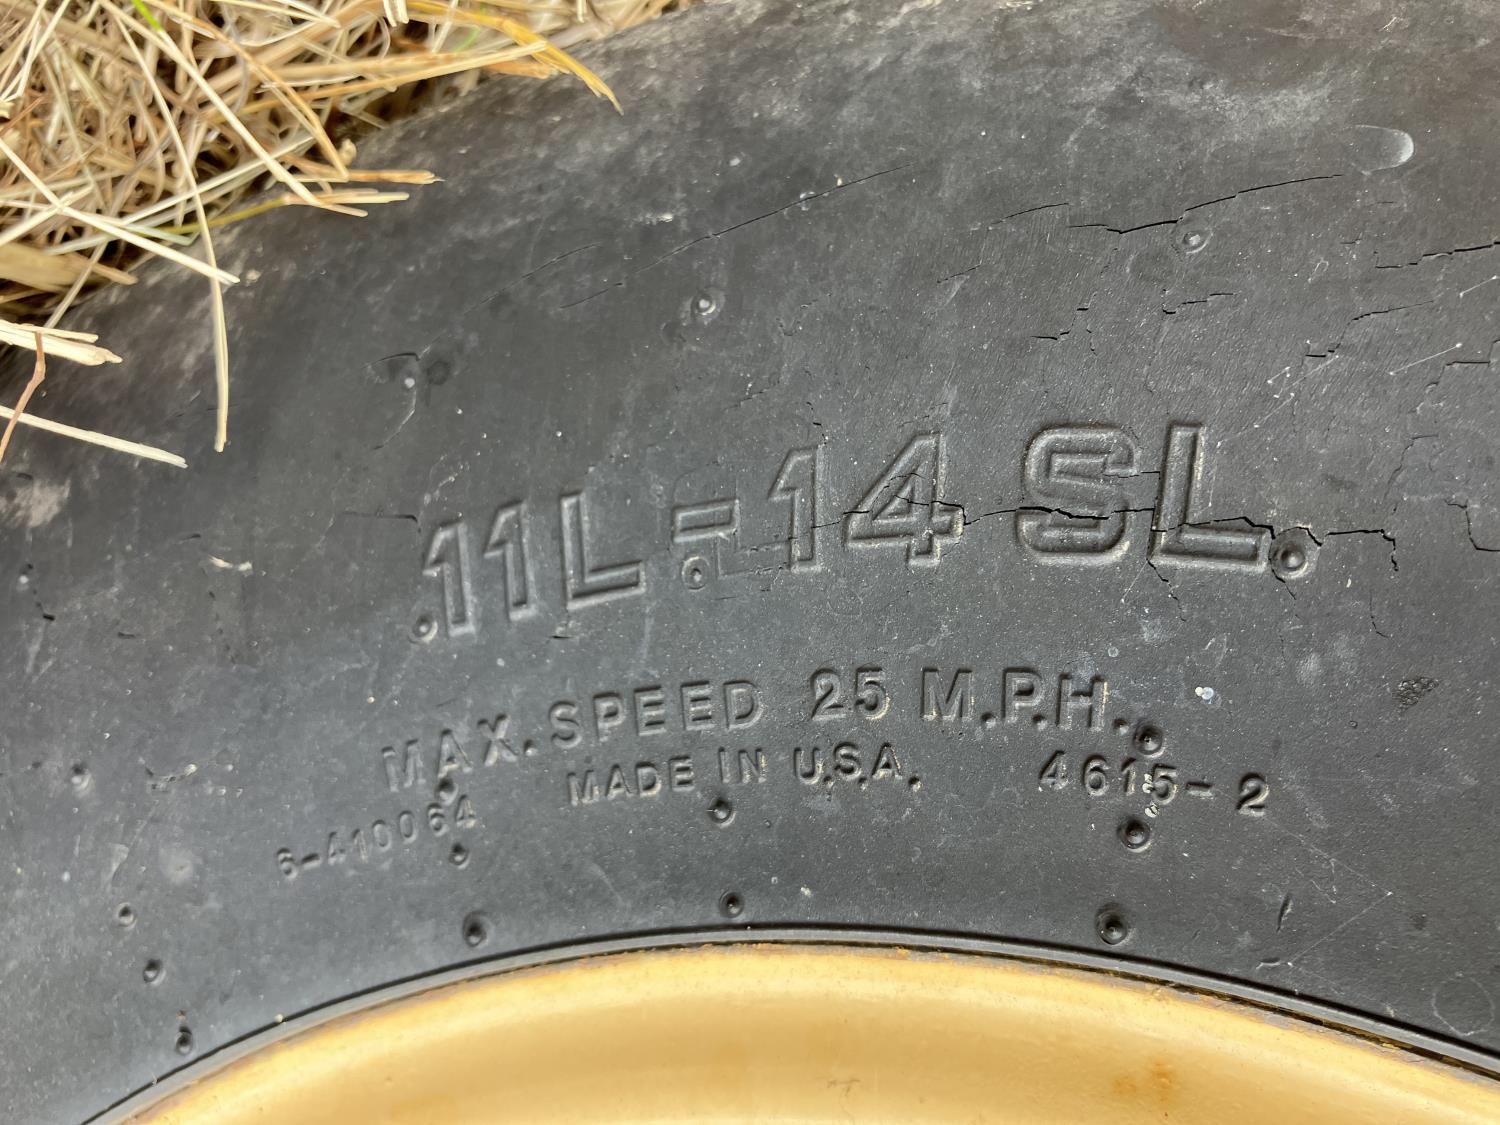 11L-14 SL
MAX. SPEED 25 M.P.H.
MADE IN U.S.A. 4615-2
6-410064